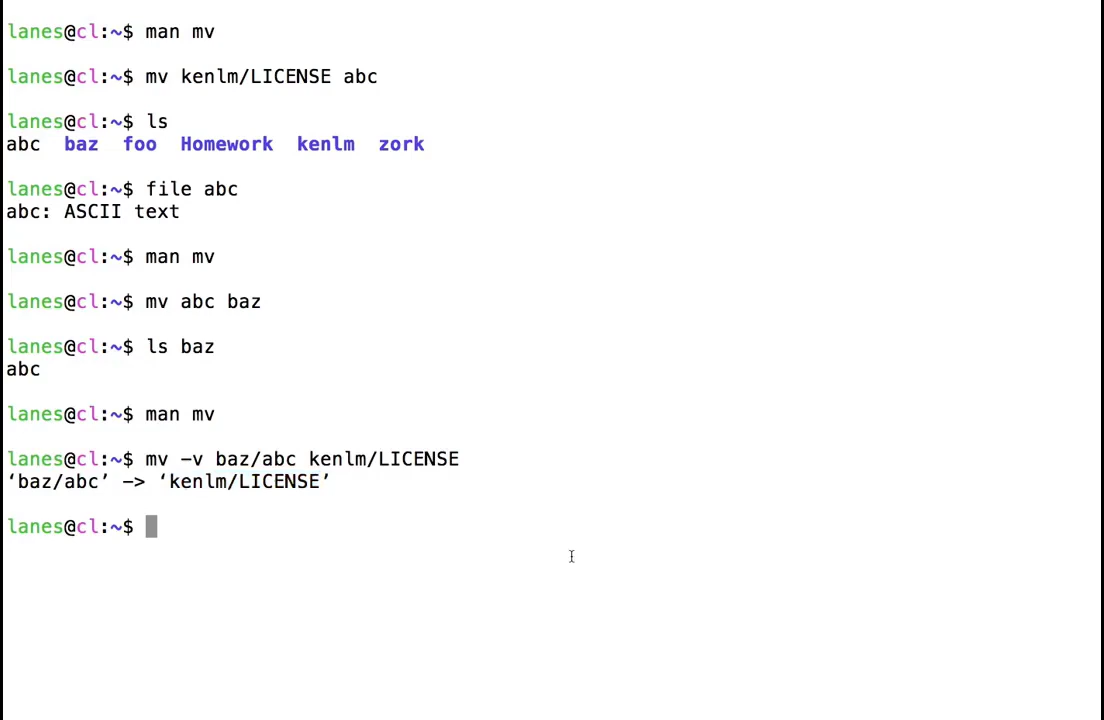 lanes@cl:~$ man mv
lanes@cl:~$ mv kenlm/LICENSE abc
lanes@cl:~$ ls
abc  baz  foo  Homework  kenlm  zork
lanes@cl:~$ file abc
abc: ASCII text
lanes@cl:~$ man mv
lanes@cl:~$ mv abc baz
lanes@cl:~$ ls baz
abc
lanes@cl:~$ man mv
lanes@cl:~$ mv -v baz/abc kenlm/LICENSE
‘baz/abc’ -> ‘kenlm/LICENSE’
lanes@cl:~$